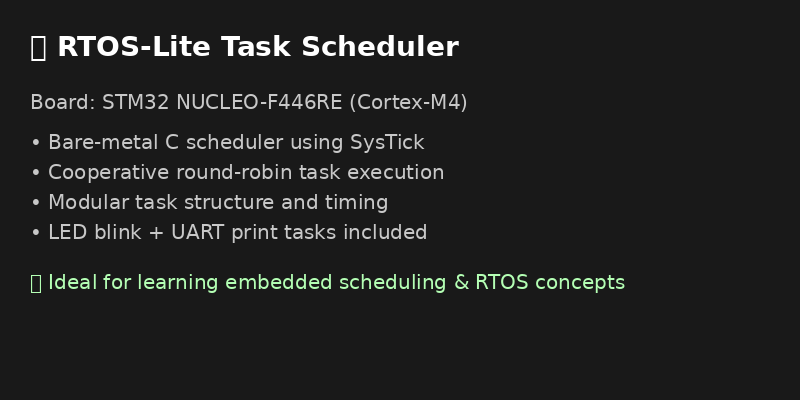 RTOS-Lite Task Scheduler
Board: STM32 NUCLEO-F446RE (Cortex-M4)
• Bare-metal C scheduler using SysTick
• Cooperative round-robin task execution
• Modular task structure and timing
• LED blink + UART print tasks included
Ideal for learning embedded scheduling & RTOS concepts